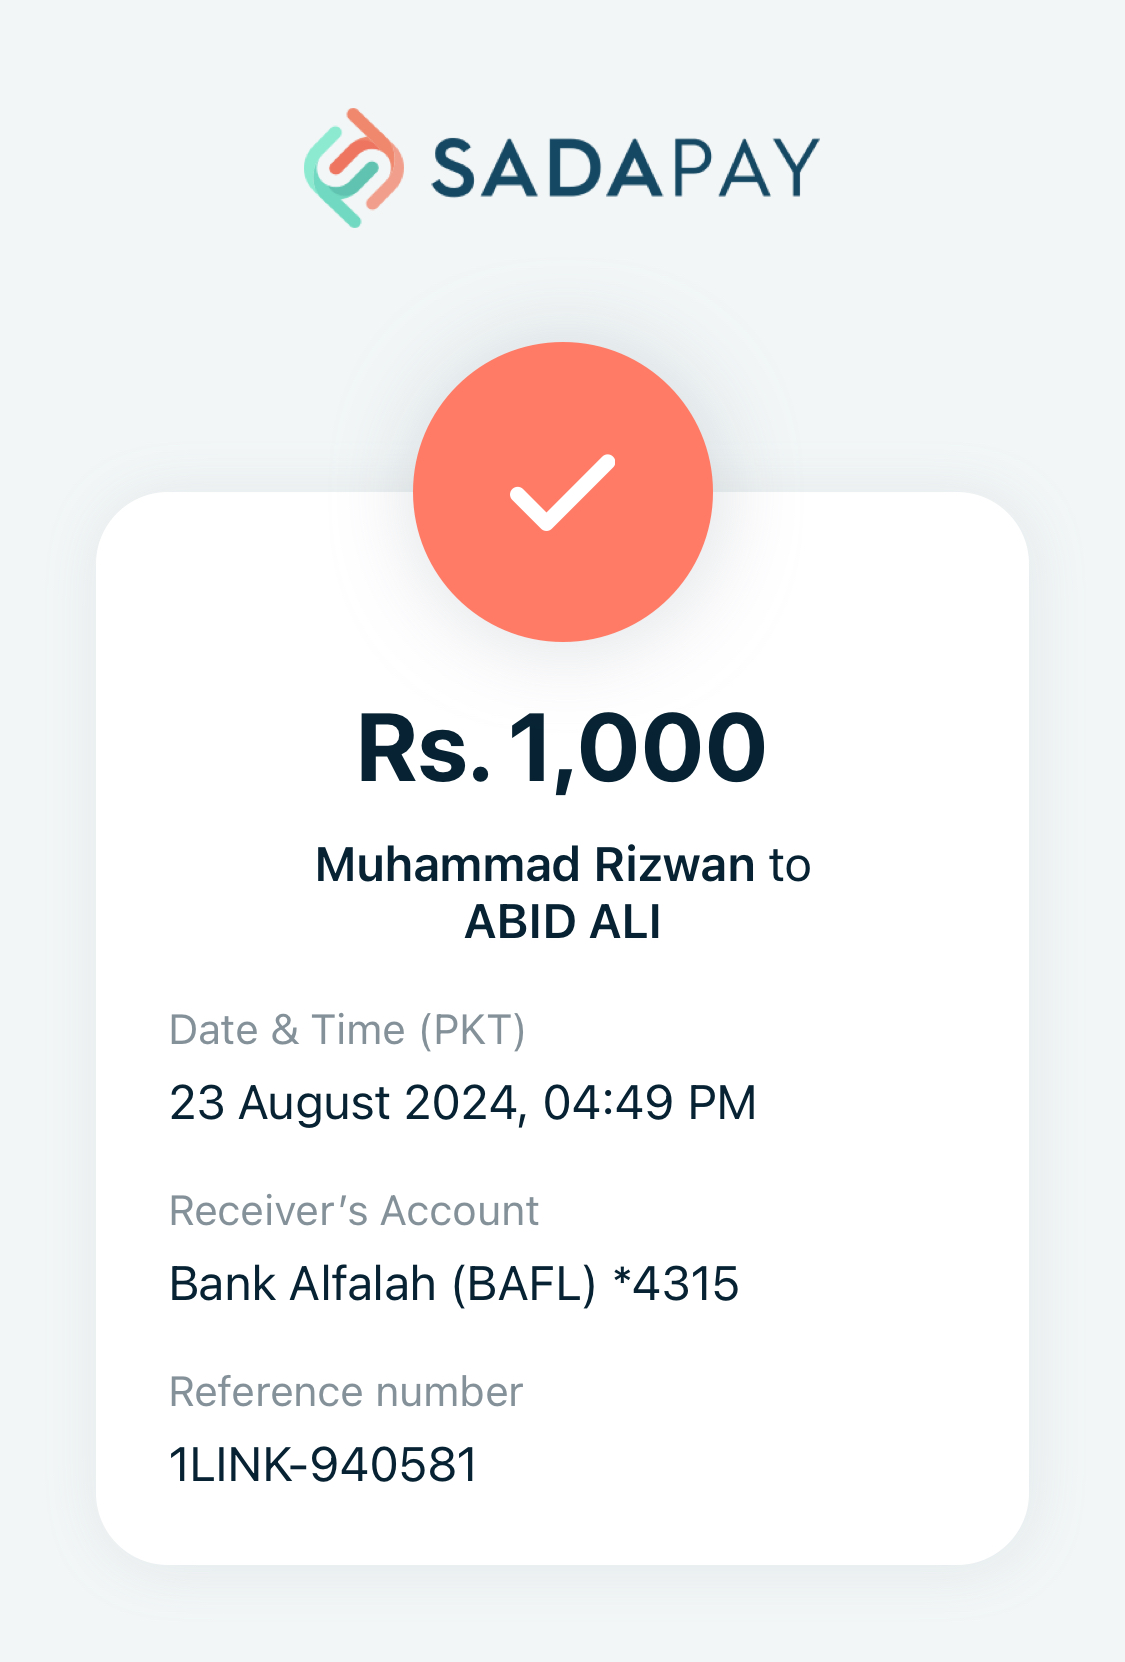 SADAPAY
Rs. 1,000
Muhammad Rizwan to
ABID ALI
Date & Time (PKT)
23 August 2024, 04:49 PM
Receiver’s Account
Bank Alfalah (BAFL) *4315
Reference number
1LINK-940581